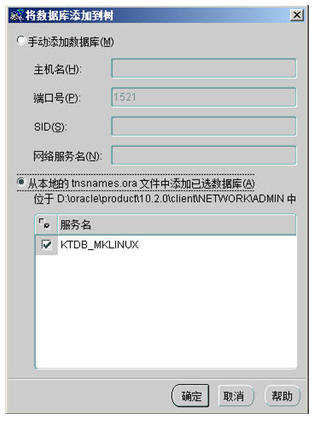 将数据库添加到树
手动添加数据库(M)
主机名(H):
端口号(P): 1521
SID(S):
网络服务名(N):
从本地的 tnsnames.ora 文件中添加已选数据库(A)
位于 D:\oracle\product\10.2.0\client\NETWORK\ADMIN 中
服务名
KTDB_MKLINUX
确定 取消 帮助